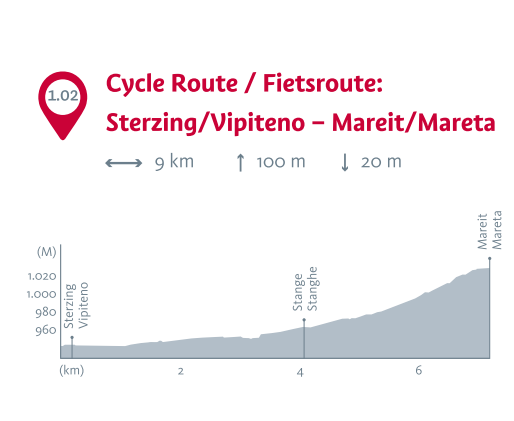 1.02
Cycle Route / Fietsroute:
Sterzing/Vipiteno – Mareit/Mareta
9 km 100 m 20 m
(M)
1.020
1.000
980
960
Sterzing
Vipiteno
Stange
Stanghe
Mareit
Mareta
(km) 2 4 6